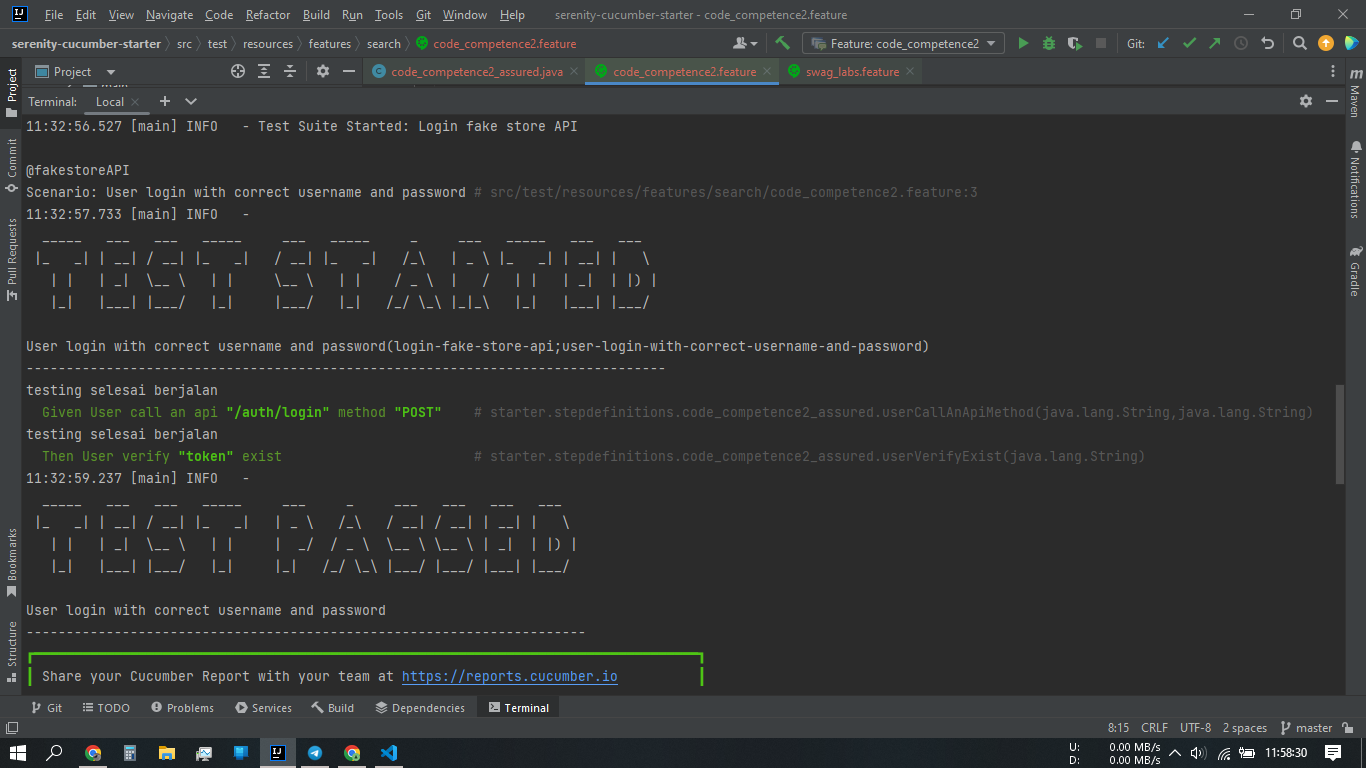 File Edit View Navigate Code Refactor Build Run Tools Git Window Help serenity-cucumber-starter - code_competence2.feature
serenity-cucumber-starter src test resources features search code_competence2.feature Feature: code_competence2 Git:
Project code_competence2_assured.java code_competence2.feature swag_labs.feature
Terminal: Local
11:32:56.527 [main] INFO   - Test Suite Started: Login fake store API
@fakestoreAPI
Scenario: User login with correct username and password # src/test/resources/features/search/code_competence2.feature:3
11:32:57.733 [main] INFO   -
TEST STARTED
User login with correct username and password(login-fake-store-api;user-login-with-correct-username-and-password)
--------------------------------------------------------------------------------
testing selesai berjalan
Given User call an api "/auth/login" method "POST"    # starter.stepdefinitions.code_competence2_assured.userCallAnApiMethod(java.lang.String,java.lang.String)
testing selesai berjalan
Then User verify "token" exist                        # starter.stepdefinitions.code_competence2_assured.userVerifyExist(java.lang.String)
11:32:59.237 [main] INFO   -
TEST PASSED
User login with correct username and password
----------------------------------------------------------------------
Share your Cucumber Report with your team at https://reports.cucumber.io
Project
Commit
Pull Requests
Bookmarks
Structure
Maven
Notifications
Gradle
Git TODO Problems Services Build Dependencies Terminal
8:15 CRLF UTF-8 2 spaces master
U: 0.00 MB/s
D: 0.00 MB/s
11:58:30